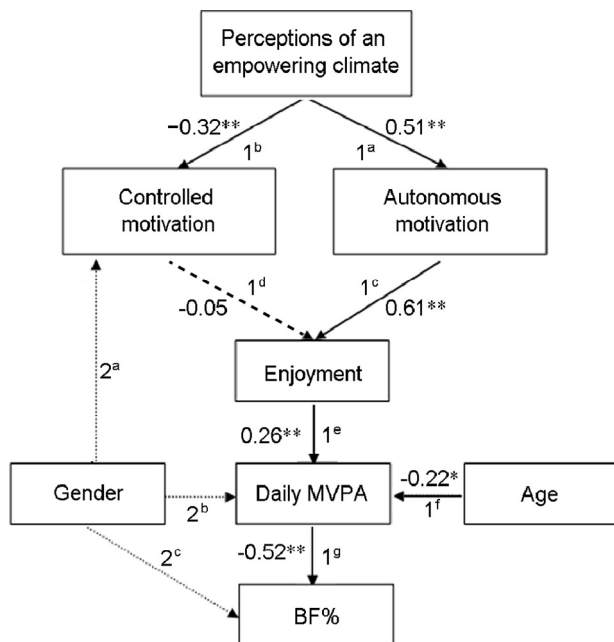 Perceptions of an
empowering climate
−0.32** 0.51**
1ᵇ 1ᵃ
Controlled Autonomous
motivation motivation
1ᵈ 1ᶜ
-0.05 0.61**
Enjoyment
2ᵃ
0.26** 1ᵉ
-0.22*
Gender Daily MVPA Age
2ᵇ 1ᶠ
2ᶜ -0.52** 1ᵍ
BF%